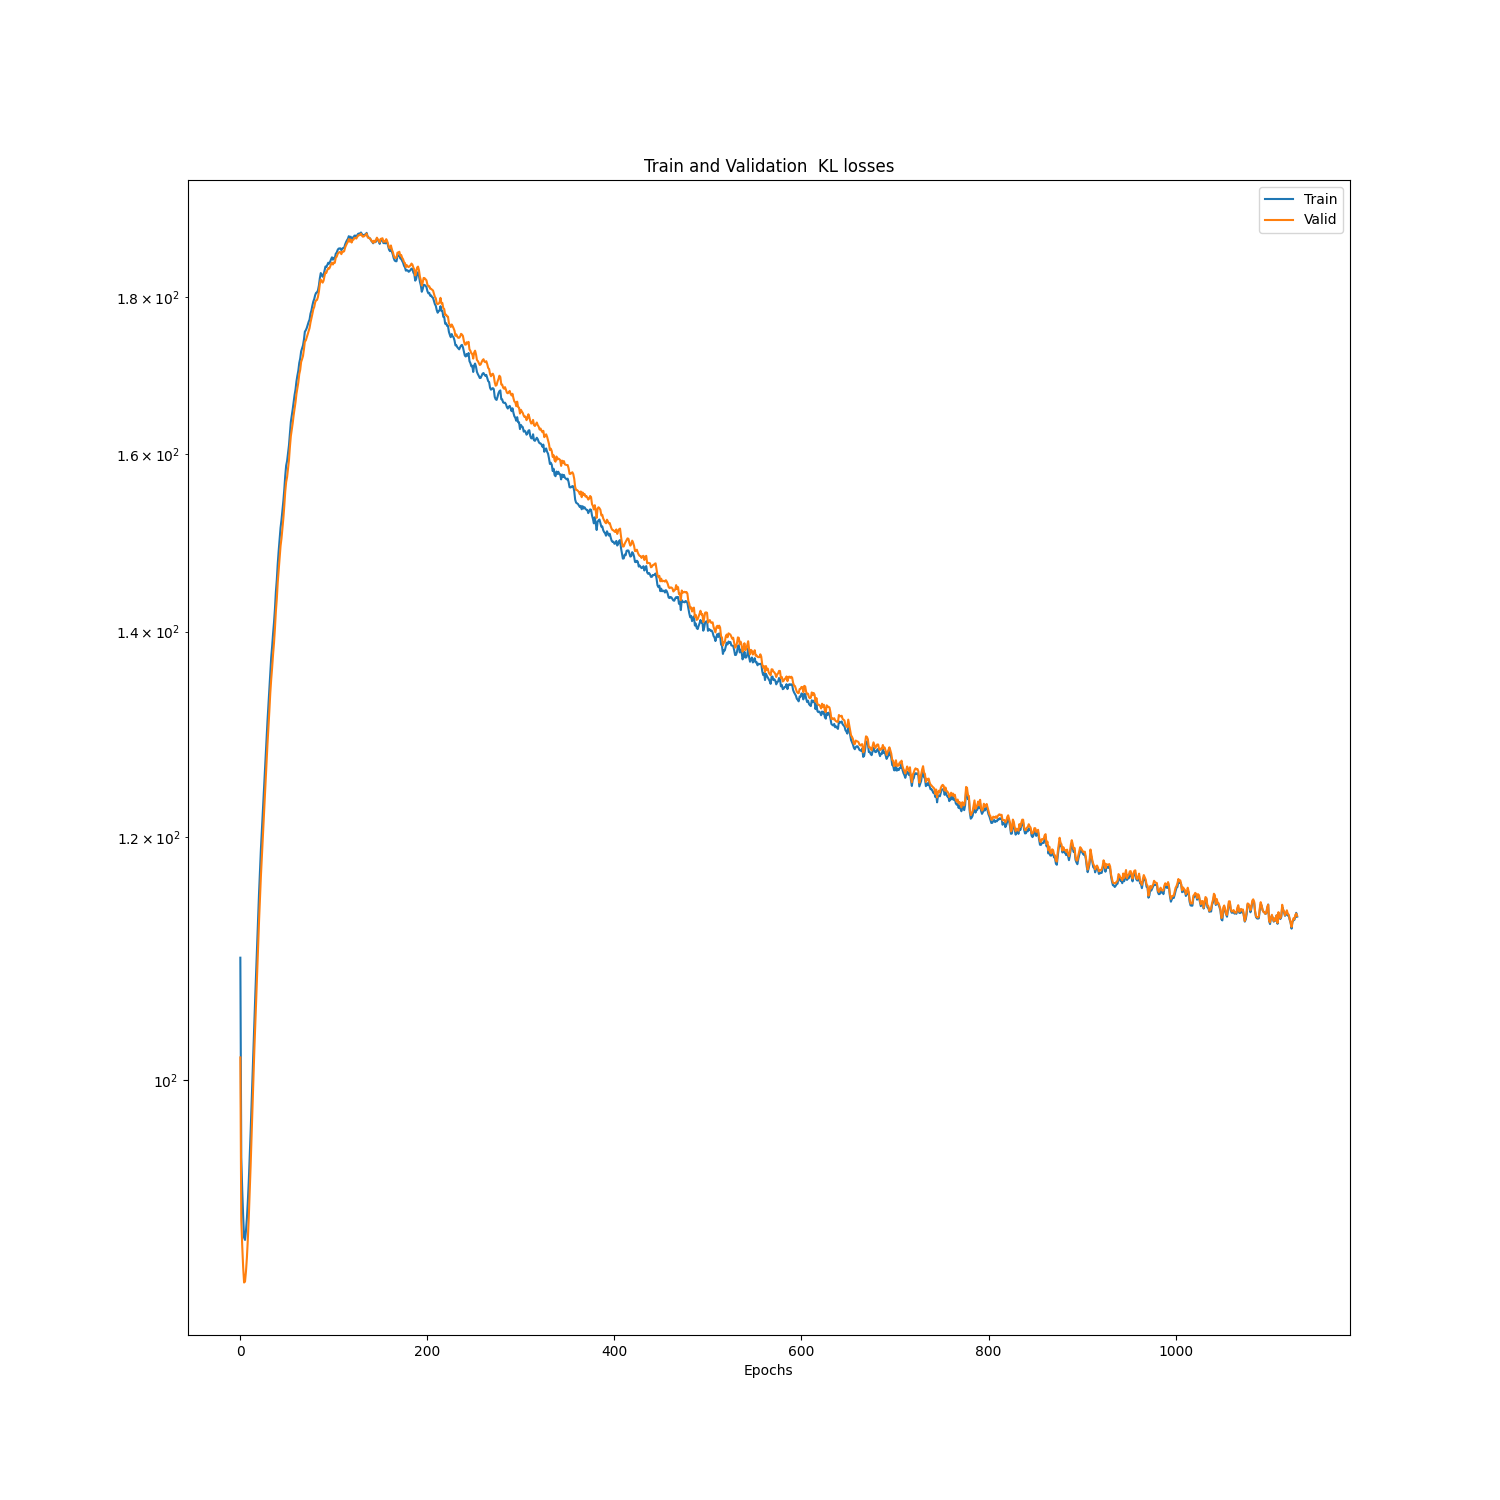 Train and Validation  KL losses
Train
Valid
1.8 × 10²
1.6 × 10²
1.4 × 10²
1.2 × 10²
10²
0 200 400 600 800 1000
Epochs